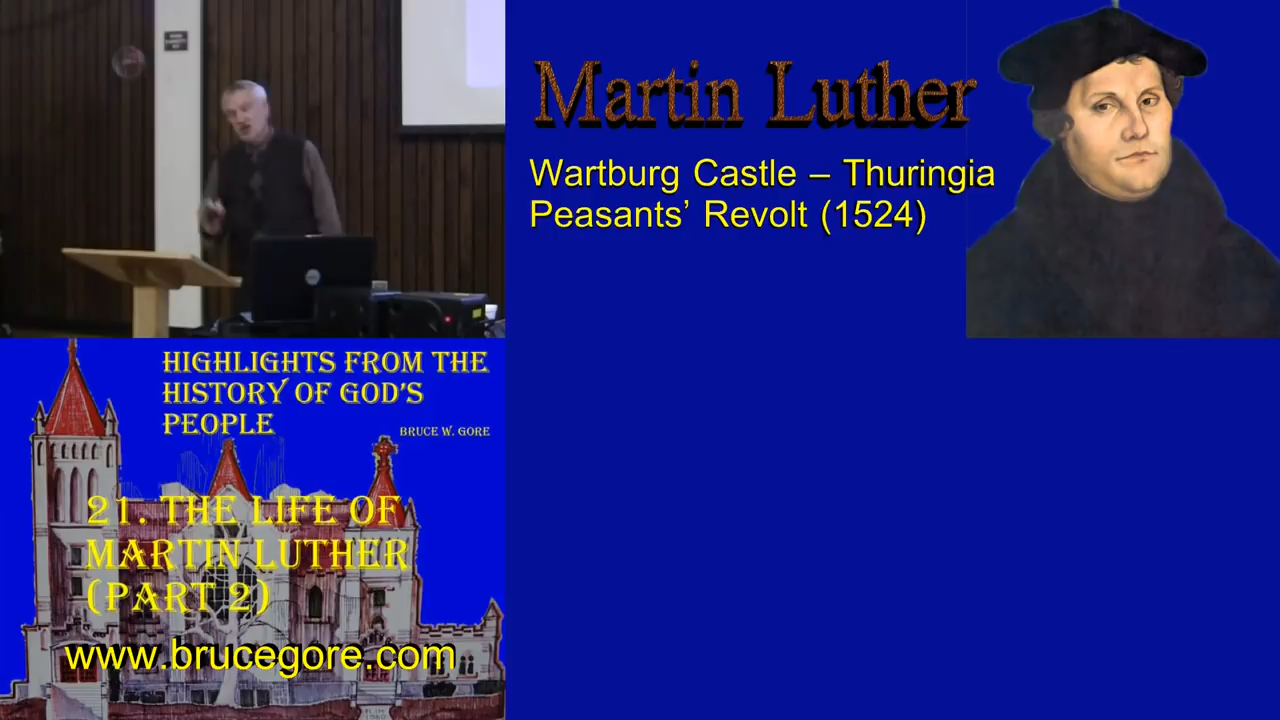 Martin Luther
Wartburg Castle – Thuringia
Peasants’ Revolt (1524)
HIGHLIGHTS FROM THE
HISTORY OF GOD’S
PEOPLE
BRUCE W. GORE
21. THE LIFE OF
MARTIN LUTHER
(PART 2)
www.brucegore.com